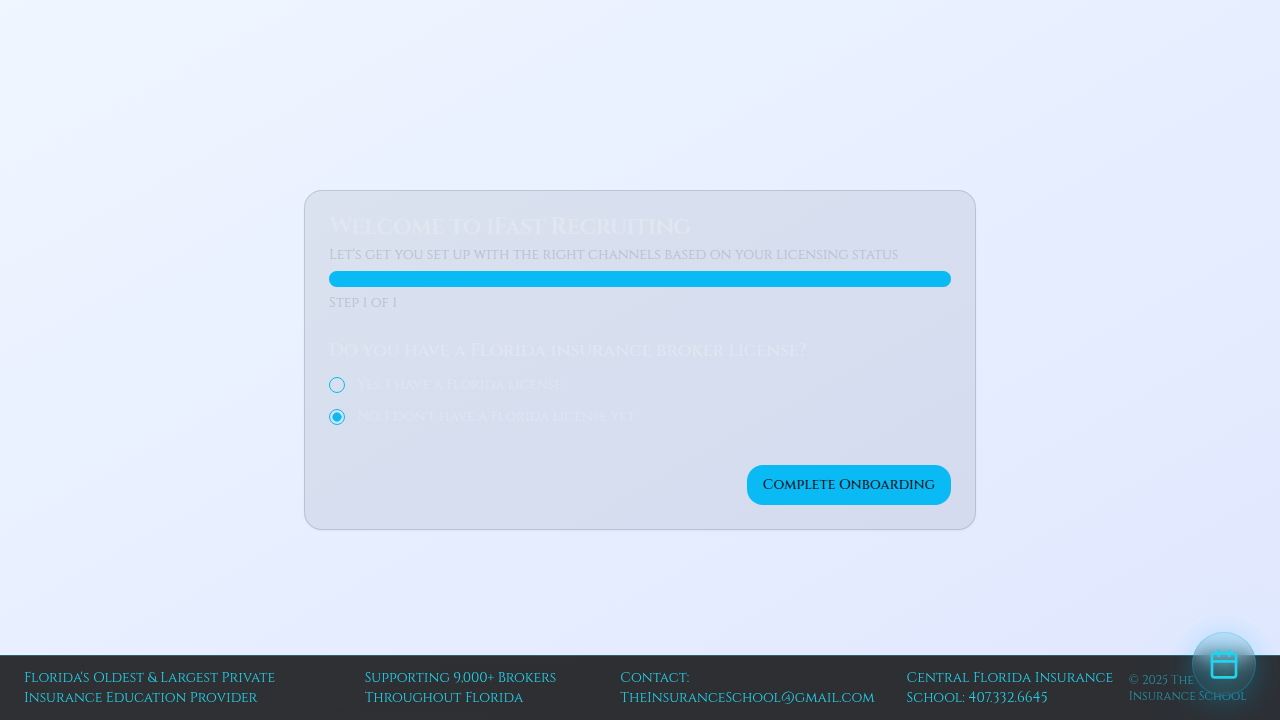 Welcome to iFast Recruiting
Let's get you set up with the right channels based on your licensing status
Step 1 of 1
Do you have a Florida insurance broker license?
Yes, I have a Florida license
No, I don't have a Florida license yet
Complete Onboarding
Florida's Oldest & Largest Private
Insurance Education Provider
Supporting 9,000+ Brokers
Throughout Florida
Contact:
TheInsuranceSchool@gmail.com
Central Florida Insurance
School: 407.332.6645
© 2025 The
Insurance School